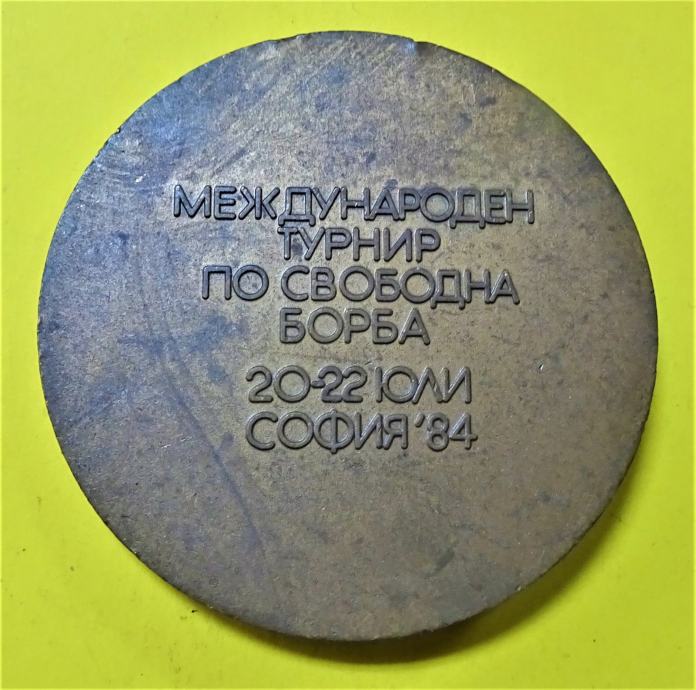 МЕЖДУНАРОДЕН
ТУРНИР
ПО СВОБОДНА
БОРБА
20-22 ЮЛИ
СОФИЯ '84